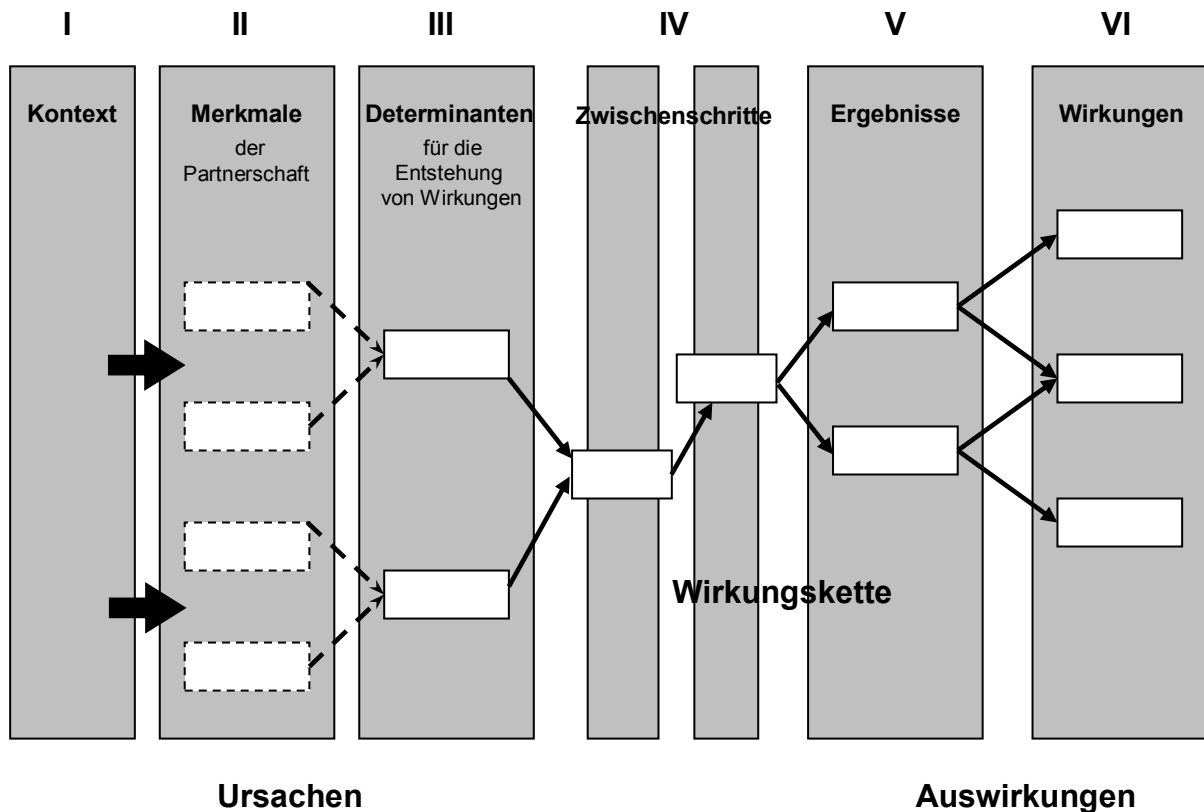 I II III IV V VI
Kontext Merkmale Determinanten Zwischenschritte Ergebnisse Wirkungen
der für die
Partnerschaft Entstehung
von Wirkungen
Wirkungskette
Ursachen Auswirkungen